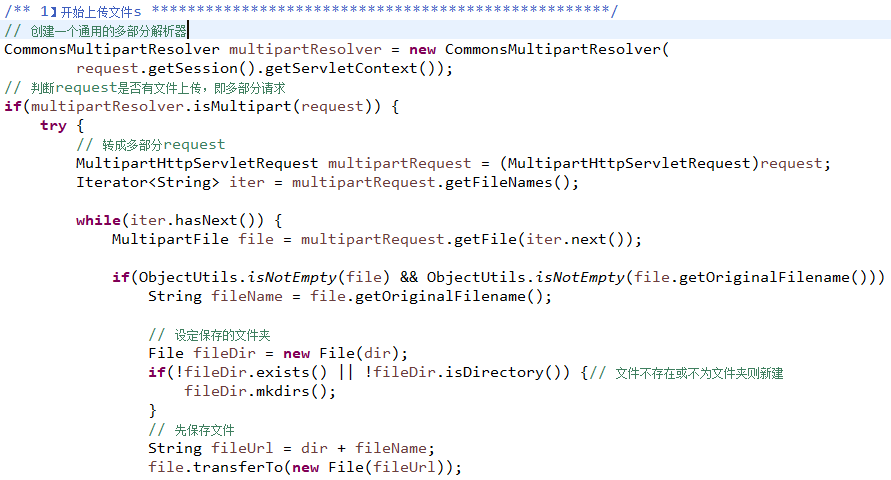 /** 1】开始上传文件s ***************************************************/
// 创建一个通用的多部分解析器
CommonsMultipartResolver multipartResolver = new CommonsMultipartResolver(
        request.getSession().getServletContext());
// 判断request是否有文件上传，即多部分请求
if(multipartResolver.isMultipart(request)) {
    try {
        // 转成多部分request
        MultipartHttpServletRequest multipartRequest = (MultipartHttpServletRequest)request;
        Iterator<String> iter = multipartRequest.getFileNames();
        while(iter.hasNext()) {
            MultipartFile file = multipartRequest.getFile(iter.next());
            if(ObjectUtils.isNotEmpty(file) && ObjectUtils.isNotEmpty(file.getOriginalFilename()))
                String fileName = file.getOriginalFilename();
                // 设定保存的文件夹
                File fileDir = new File(dir);
                if(!fileDir.exists() || !fileDir.isDirectory()) {// 文件不存在或不为文件夹则新建
                    fileDir.mkdirs();
                }
                // 先保存文件
                String fileUrl = dir + fileName;
                file.transferTo(new File(fileUrl));